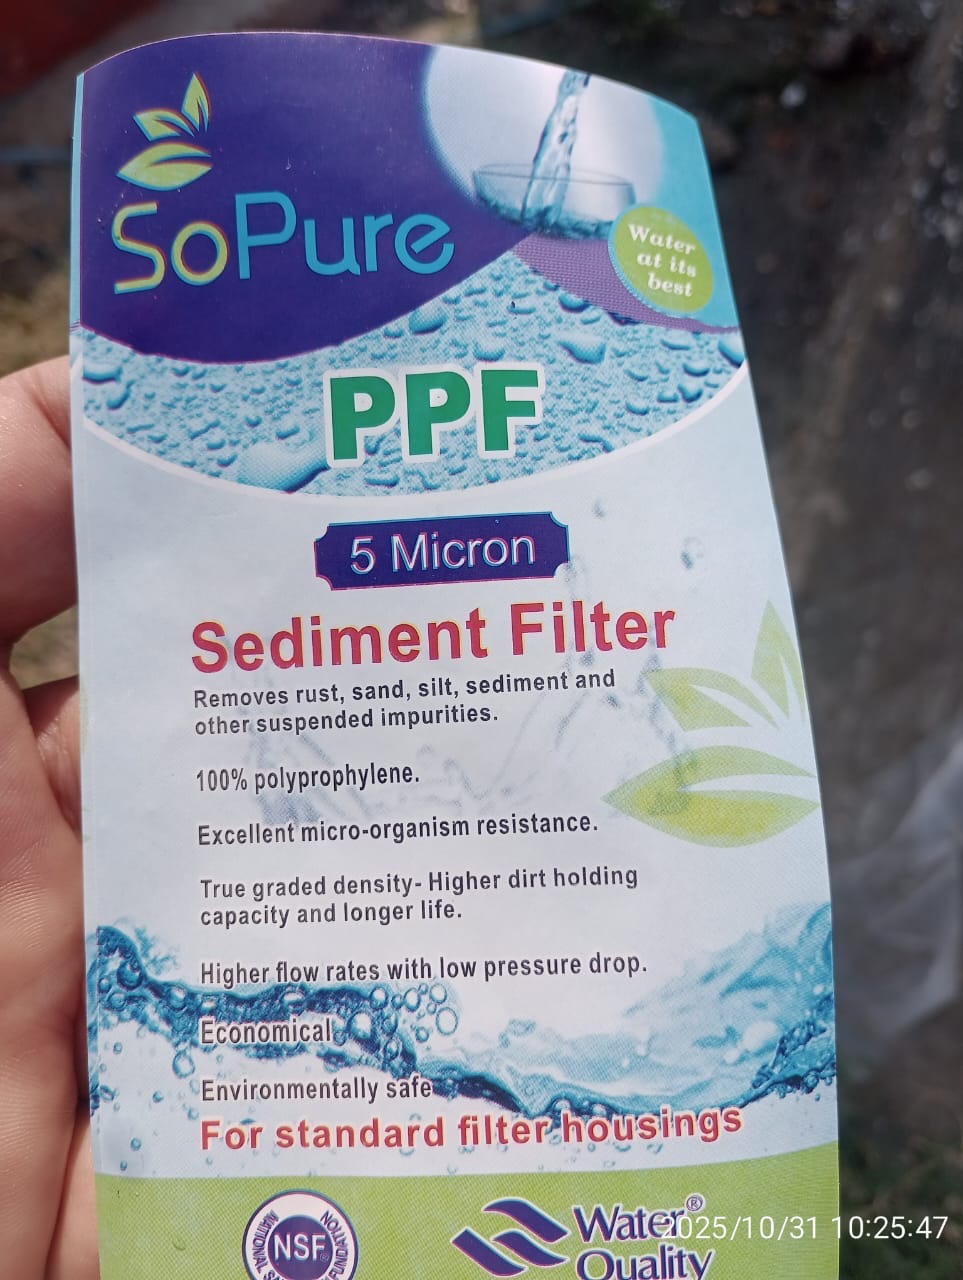 SoPure
Water
at its
best
PPF
5 Micron
Sediment Filter
Removes rust, sand, silt, sediment and
other suspended impurities.
100% polyprophylene.
Excellent micro-organism resistance.
True graded density- Higher dirt holding
capacity and longer life.
Higher flow rates with low pressure drop.
Economical
Environmentally safe
For standard filter housings
NSF
Water®
Quality
2025/10/31 10:25:47